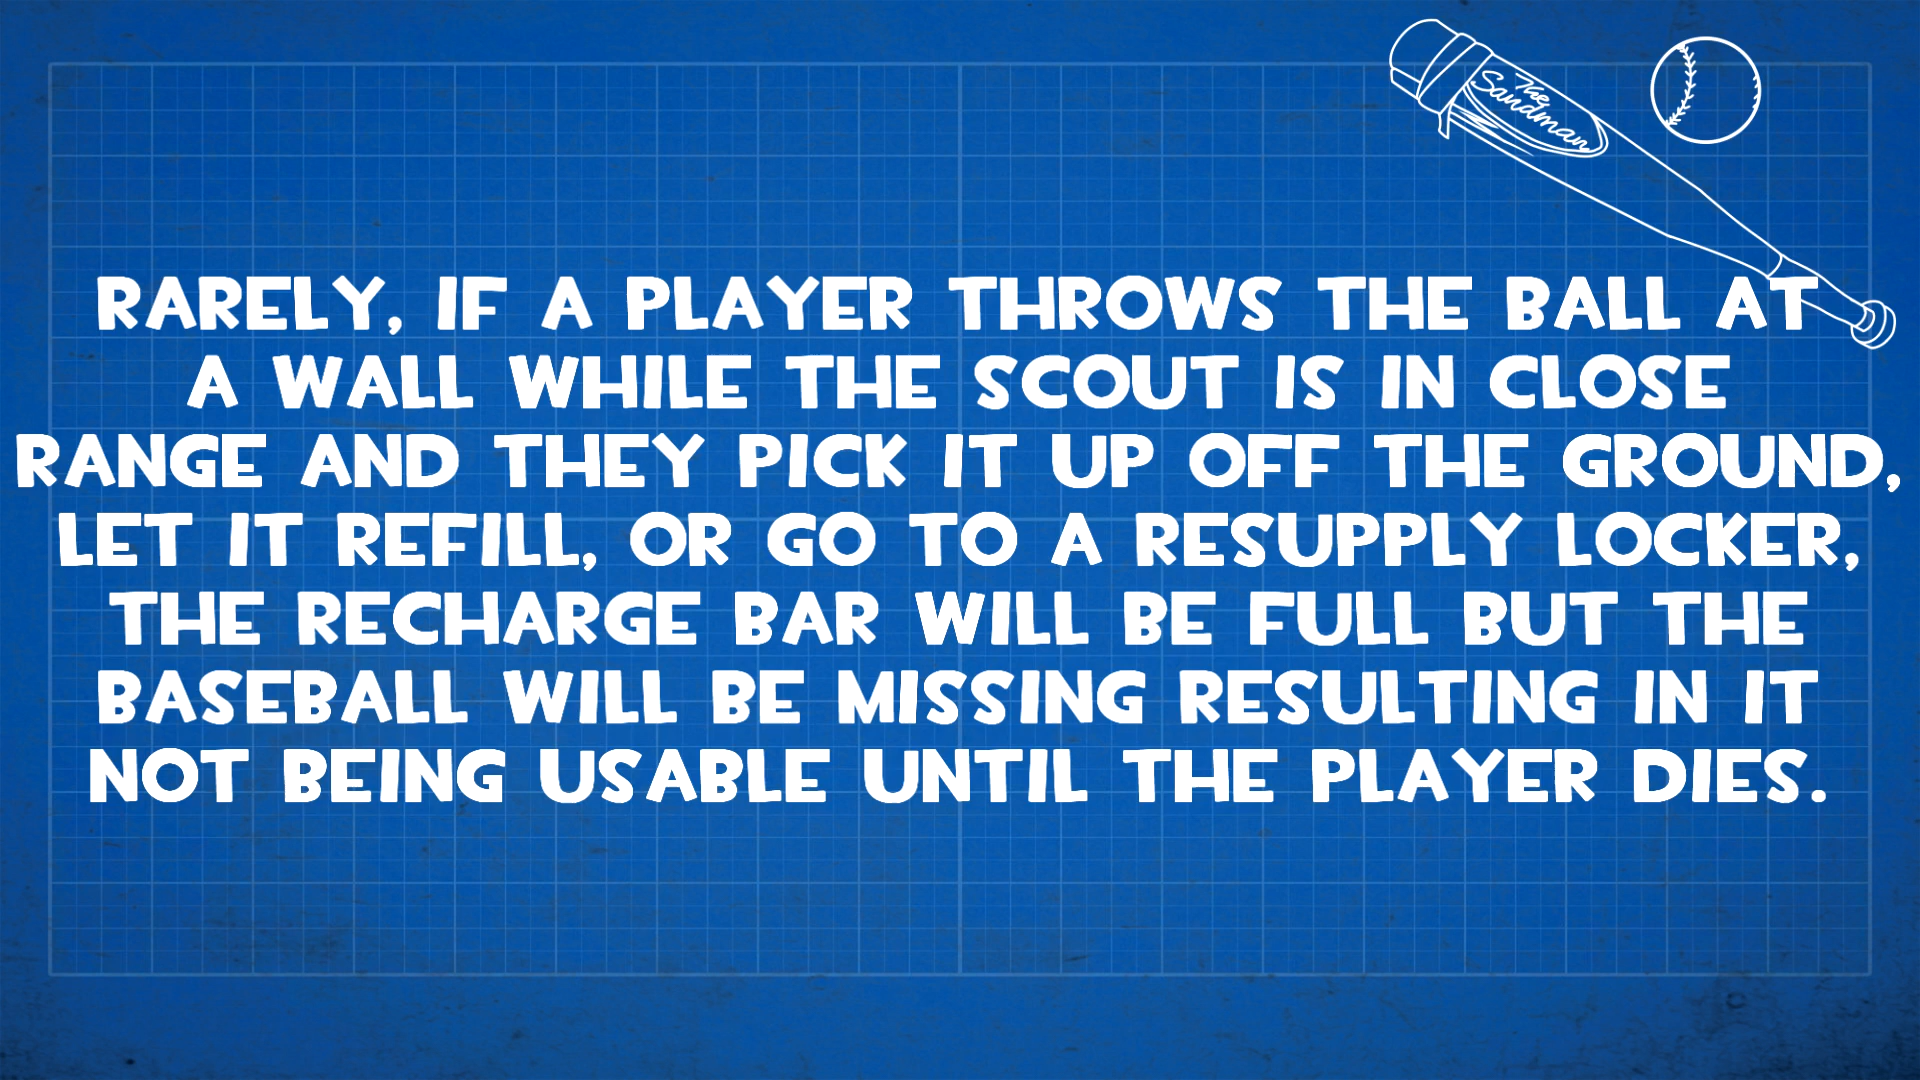 The
Sandman
RARELY, IF A PLAYER THROWS THE BALL AT
A WALL WHILE THE SCOUT IS IN CLOSE
RANGE AND THEY PICK IT UP OFF THE GROUND,
LET IT REFILL, OR GO TO A RESUPPLY LOCKER,
THE RECHARGE BAR WILL BE FULL BUT THE
BASEBALL WILL BE MISSING RESULTING IN IT
NOT BEING USABLE UNTIL THE PLAYER DIES.